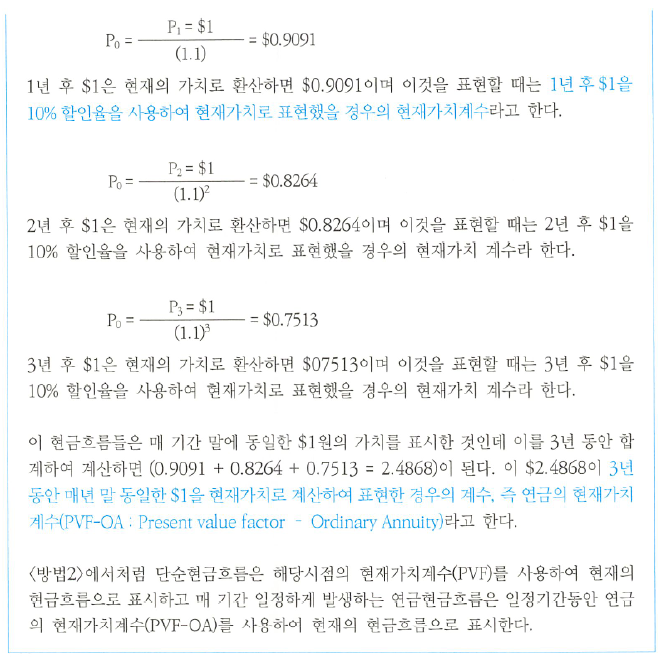 P₀ = P₁ = $1 / (1.1) = $0.9091
1년 후 $1은 현재의 가치로 환산하면 $0.9091이며 이것을 표현할 때는 1년 후 $1을
10% 할인율을 사용하여 현재가치로 표현했을 경우의 현재가치계수라고 한다.
P₀ = P₂ = $1 / (1.1)² = $0.8264
2년 후 $1은 현재의 가치로 환산하면 $0.8264이며 이것을 표현할 때는 2년 후 $1을
10% 할인율을 사용하여 현재가치로 표현했을 경우의 현재가치 계수라 한다.
P₀ = P₃ = $1 / (1.1)³ = $0.7513
3년 후 $1은 현재의 가치로 환산하면 $07513이며 이것을 표현할 때는 3년 후 $1을
10% 할인율을 사용하여 현재가치로 표현했을 경우의 현재가치 계수라 한다.
이 현금흐름들은 매 기간 말에 동일한 $1원의 가치를 표시한 것인데 이를 3년 동안 합
계하여 계산하면 (0.9091 + 0.8264 + 0.7513 = 2.4868)이 된다. 이 $2.4868이 3년
동안 매년 말 동일한 $1을 현재가치로 계산하여 표현한 경우의 계수, 즉 연금의 현재가치
계수(PVF-OA : Present value factor - Ordinary Annuity)라고 한다.
〈방법2〉에서처럼 단순현금흐름은 해당시점의 현재가치계수(PVF)를 사용하여 현재의
현금흐름으로 표시하고 매 기간 일정하게 발생하는 연금현금흐름은 일정기간동안 연금
의 현재가치계수(PVF-OA)를 사용하여 현재의 현금흐름으로 표시한다.